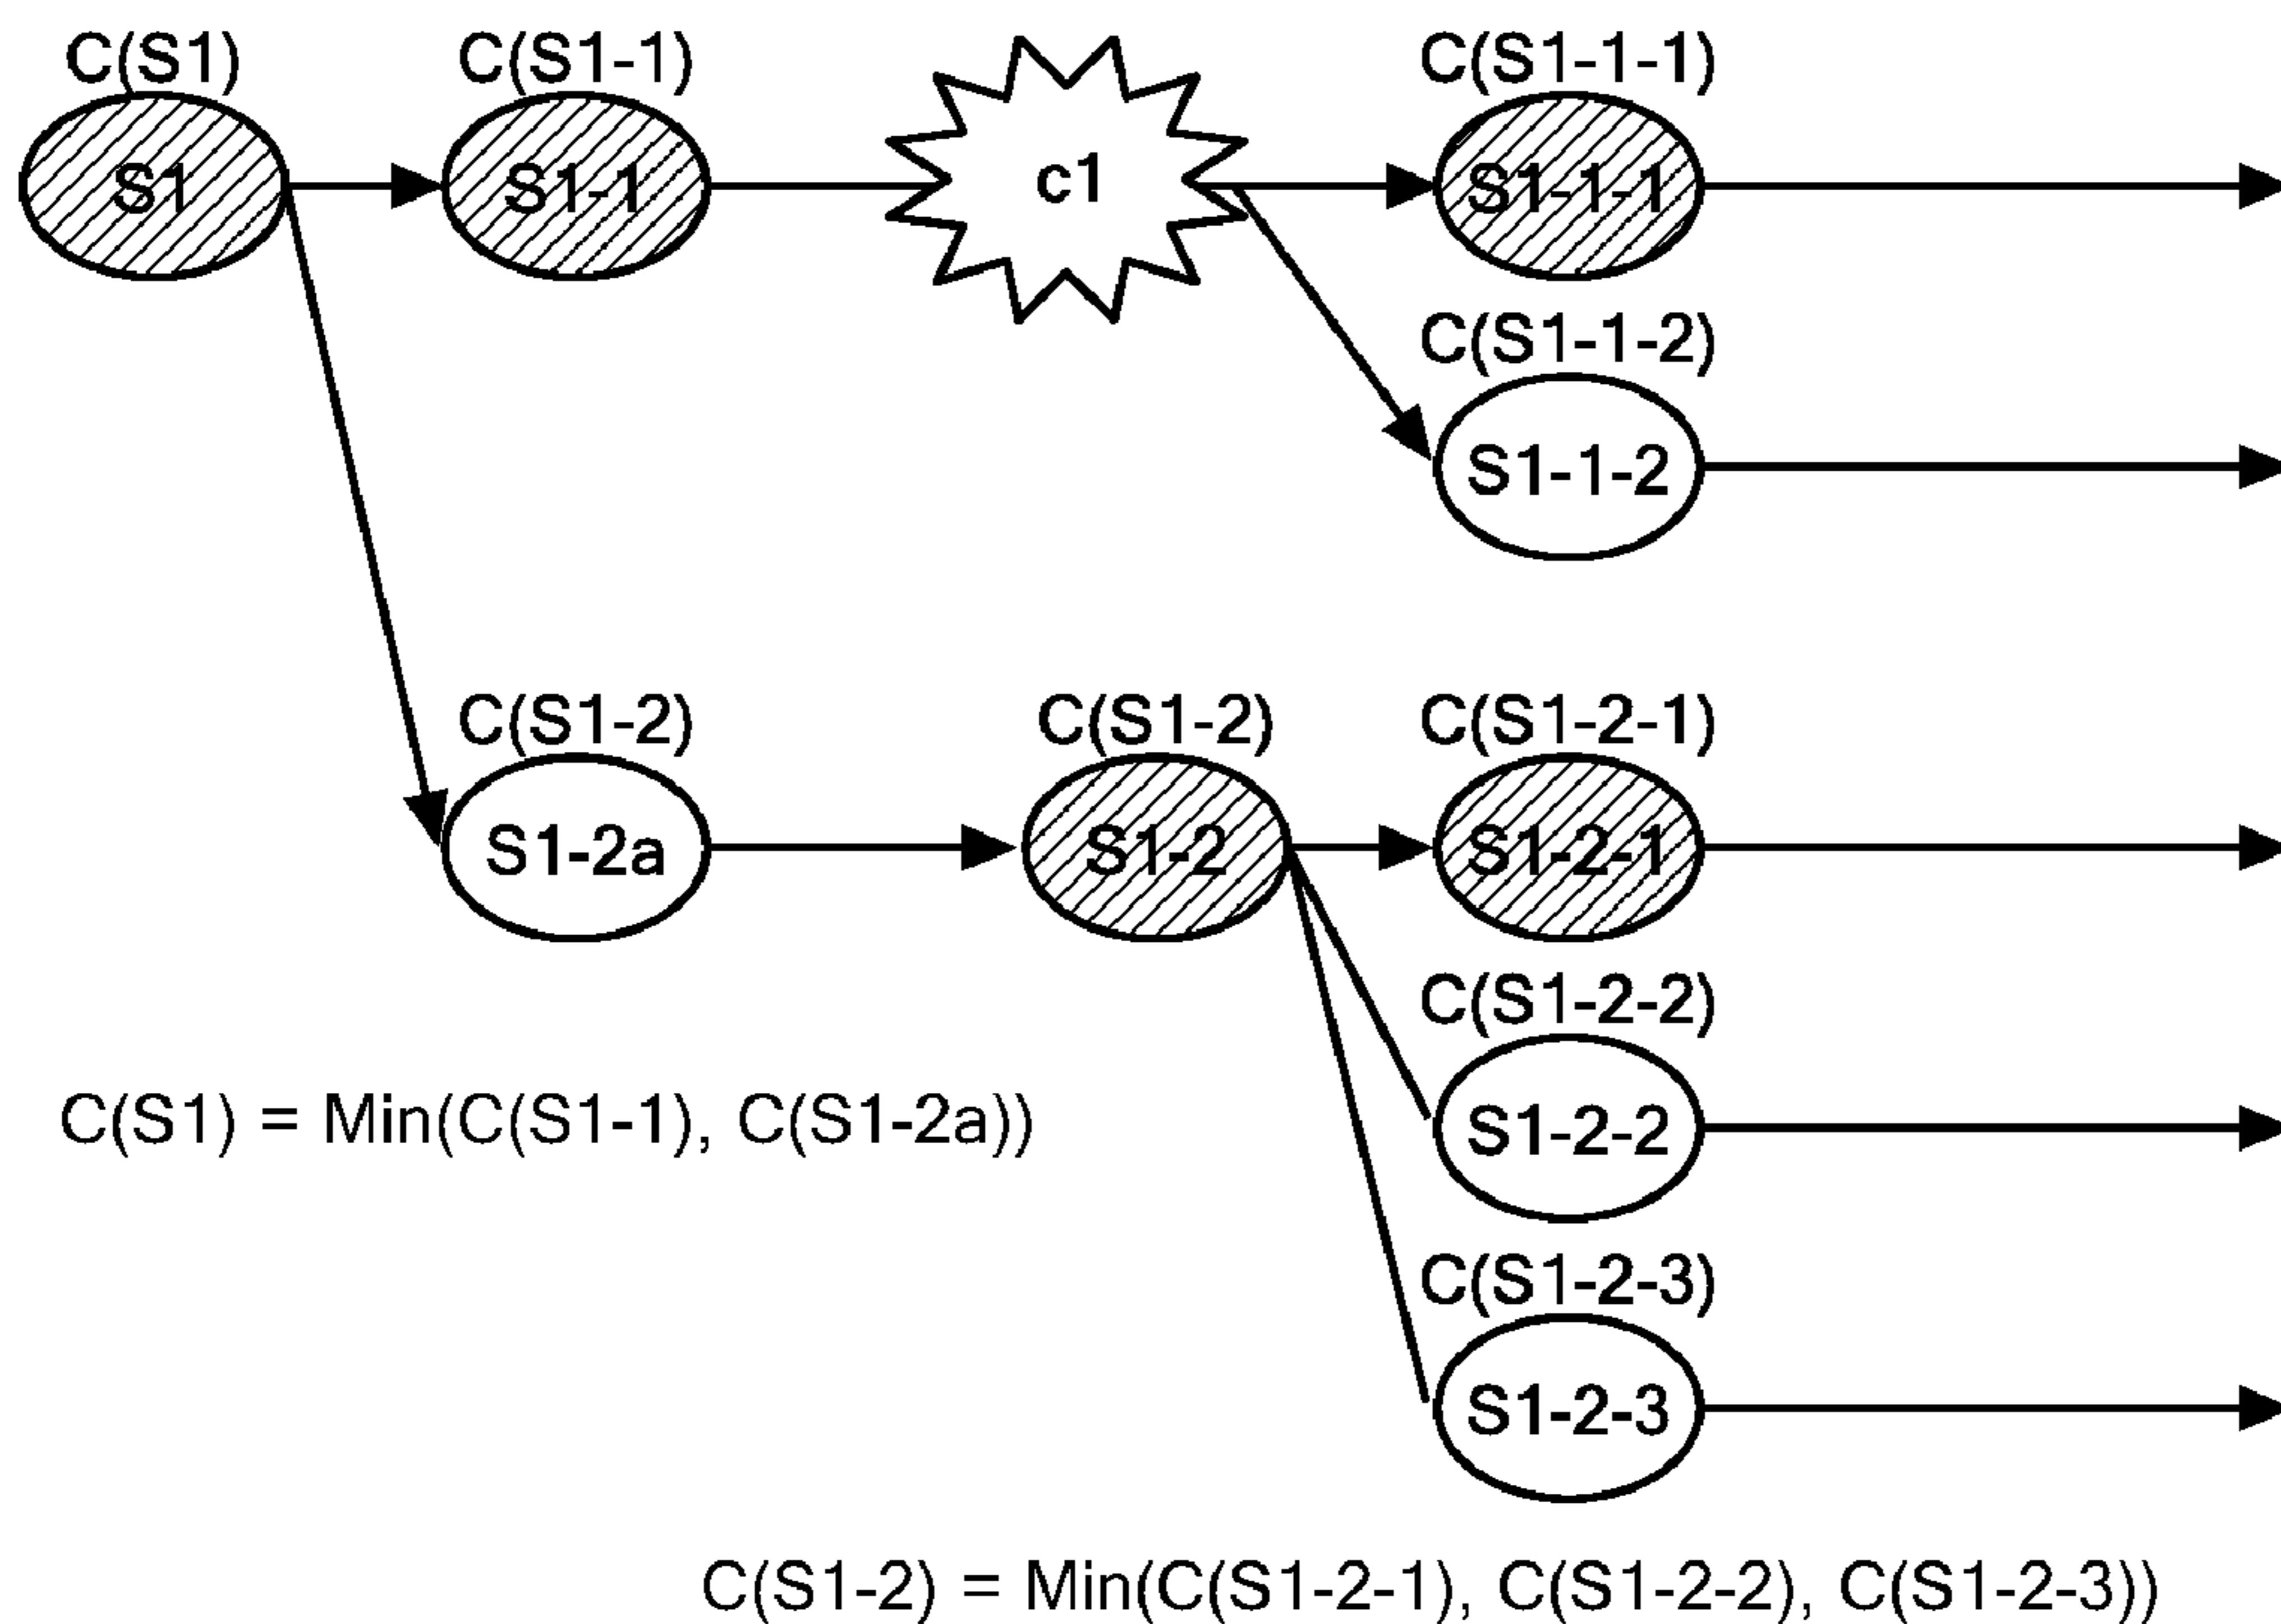 C(S1) C(S1-1) C(S1-1-1)
S1 S1-1 c1 S1-1-1
C(S1-1-2)
S1-1-2
C(S1-2) C(S1-2) C(S1-2-1)
S1-2a S1-2 S1-2-1
C(S1-2-2)
C(S1) = Min(C(S1-1), C(S1-2a))
S1-2-2
C(S1-2-3)
S1-2-3
C(S1-2) = Min(C(S1-2-1), C(S1-2-2), C(S1-2-3))